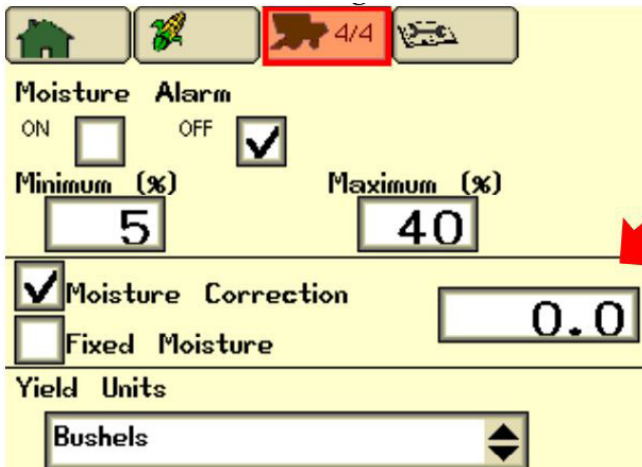 4/4
Moisture Alarm
ON OFF
Minimum (%) Maximum (%)
5 40
Moisture Correction
0.0
Fixed Moisture
Yield Units
Bushels